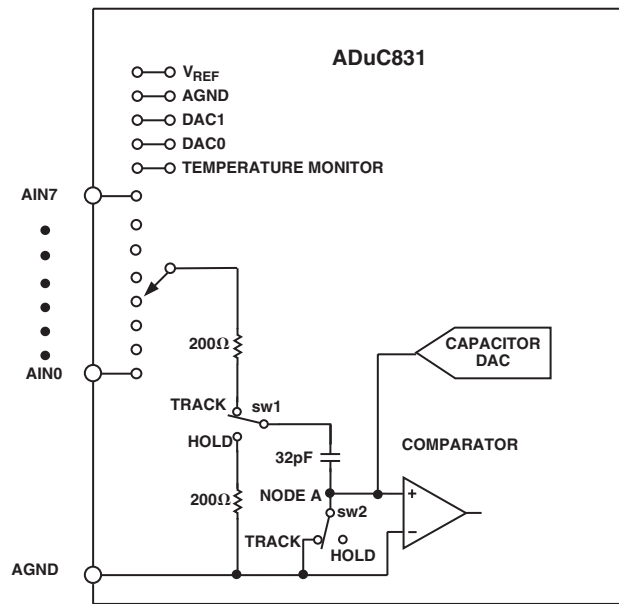 ADuC831
VREF
AGND
DAC1
DAC0
TEMPERATURE MONITOR
AIN7
AIN0
200Ω
CAPACITOR
DAC
TRACK
sw1
HOLD
COMPARATOR
32pF
200Ω
NODE A
+
sw2
−
TRACK
HOLD
AGND